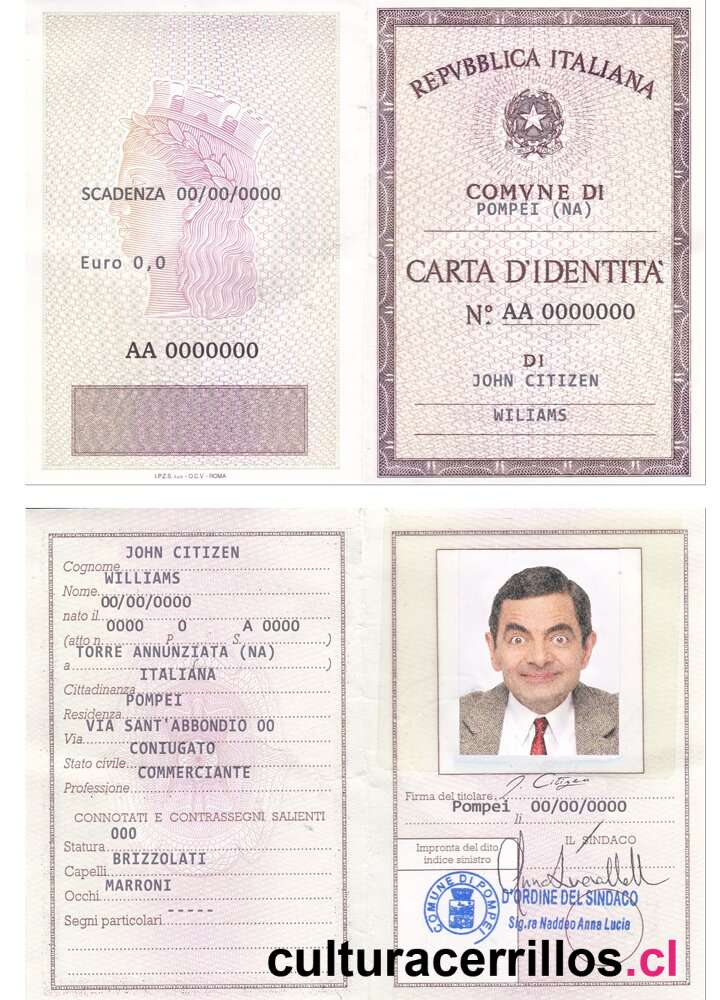 SCADENZA 00/00/0000
Euro 0,0
AA 0000000
I.P.Z.S. S.p.A. - O.C.V. - ROMA
REPVBBLICA ITALIANA
COMVNE DI
POMPEI (NA)
CARTA D'IDENTITA'
Nº. AA 0000000
DI
JOHN CITIZEN
WILIAMS
JOHN CITIZEN
Cognome
WILLIAMS
Nome
00/00/0000
nato il
0000 0 A 0000
(atto n. P. S. )
TORRE ANNUNZIATA (NA)
a ( )
ITALIANA
Cittadinanza
POMPEI
Residenza
VIA SANT'ABBONDIO 00
Via
CONIUGATO
Stato civile
COMMERCIANTE
Professione
CONNOTATI E CONTRASSEGNI SALIENTI
000
Statura
BRIZZOLATI
Capelli
MARRONI
Occhi
-----
Segni particolari
J. Citizen
Firma del titolare
Pompei 00/00/0000
li
IL SINDACO
Impronta del dito
indice sinistro
COMUNE DI POMPEI
D'ORDINE DEL SINDACO
Sig.ra Naddeo Anna Lucia
culturacerrillos.cl